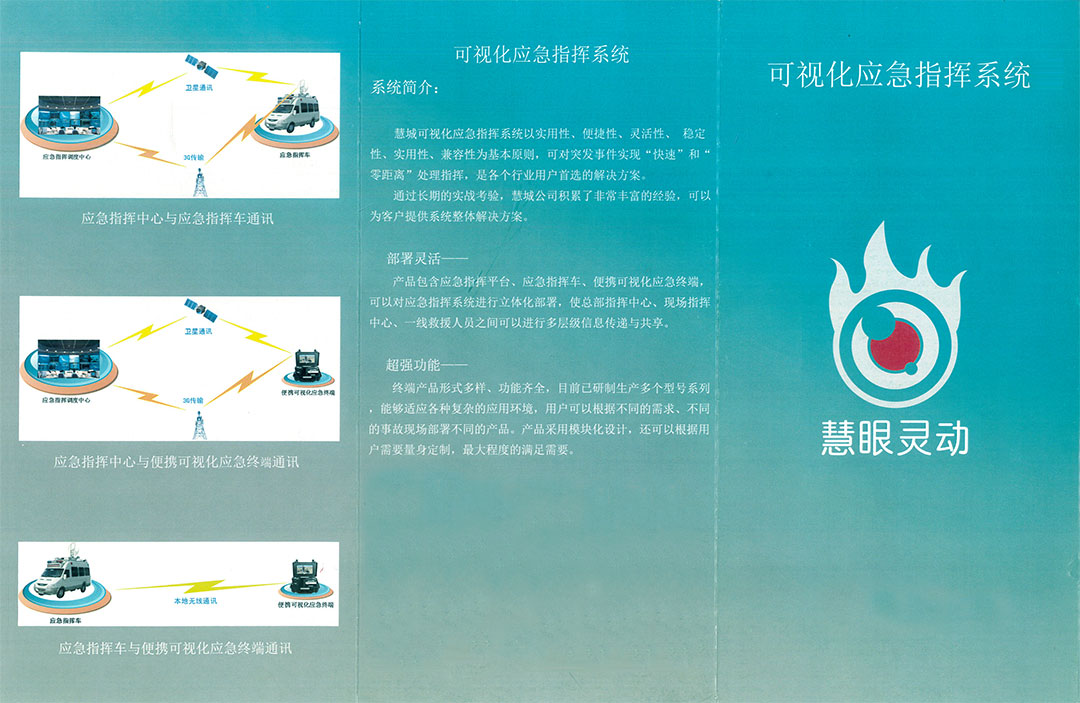 卫星通讯
应急指挥调度中心
3G传输
应急指挥车
应急指挥中心与应急指挥车通讯
卫星通讯
应急指挥调度中心
3G传输
便携可视化应急终端
应急指挥中心与便携可视化应急终端通讯
应急指挥车
本地无线通讯
便携可视化应急终端
应急指挥车与便携可视化应急终端通讯
可视化应急指挥系统
系统简介：
慧城可视化应急指挥系统以实用性、便捷性、灵活性、 稳定
性、实用性、兼容性为基本原则，可对突发事件实现“快速”和“
零距离”处理指挥，是各个行业用户首选的解决方案。
通过长期的实战考验，慧城公司积累了非常丰富的经验，可以
为客户提供系统整体解决方案。
部署灵活——
产品包含应急指挥平台、应急指挥车、便携可视化应急终端，
可以对应急指挥系统进行立体化部署，使总部指挥中心、现场指挥
中心、一线救援人员之间可以进行多层级信息传递与共享。
超强功能——
终端产品形式多样、功能齐全，目前已研制生产多个型号系列
，能够适应各种复杂的应用环境，用户可以根据不同的需求、不同
的事故现场部署不同的产品。产品采用模块化设计，还可以根据用
户需要量身定制，最大程度的满足需要。
可视化应急指挥系统
慧眼灵动